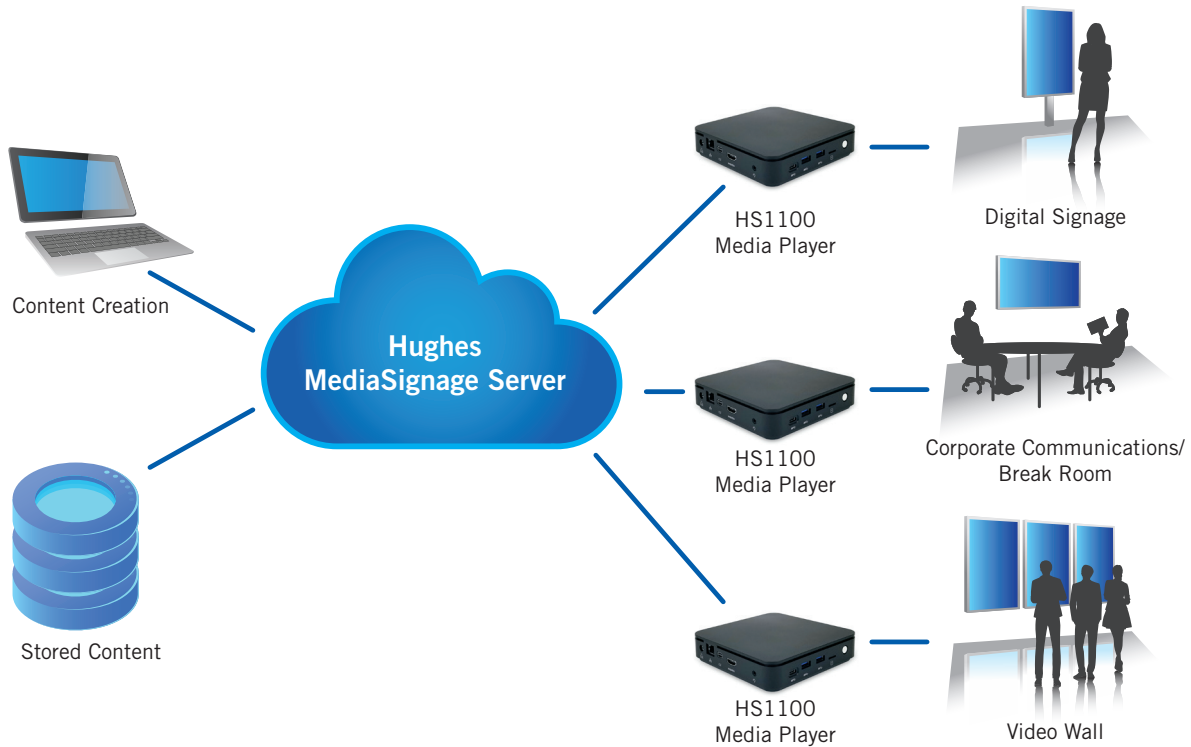 Content Creation
Stored Content
Hughes
MediaSignage Server
HS1100
Media Player
HS1100
Media Player
HS1100
Media Player
Digital Signage
Corporate Communications/
Break Room
Video Wall